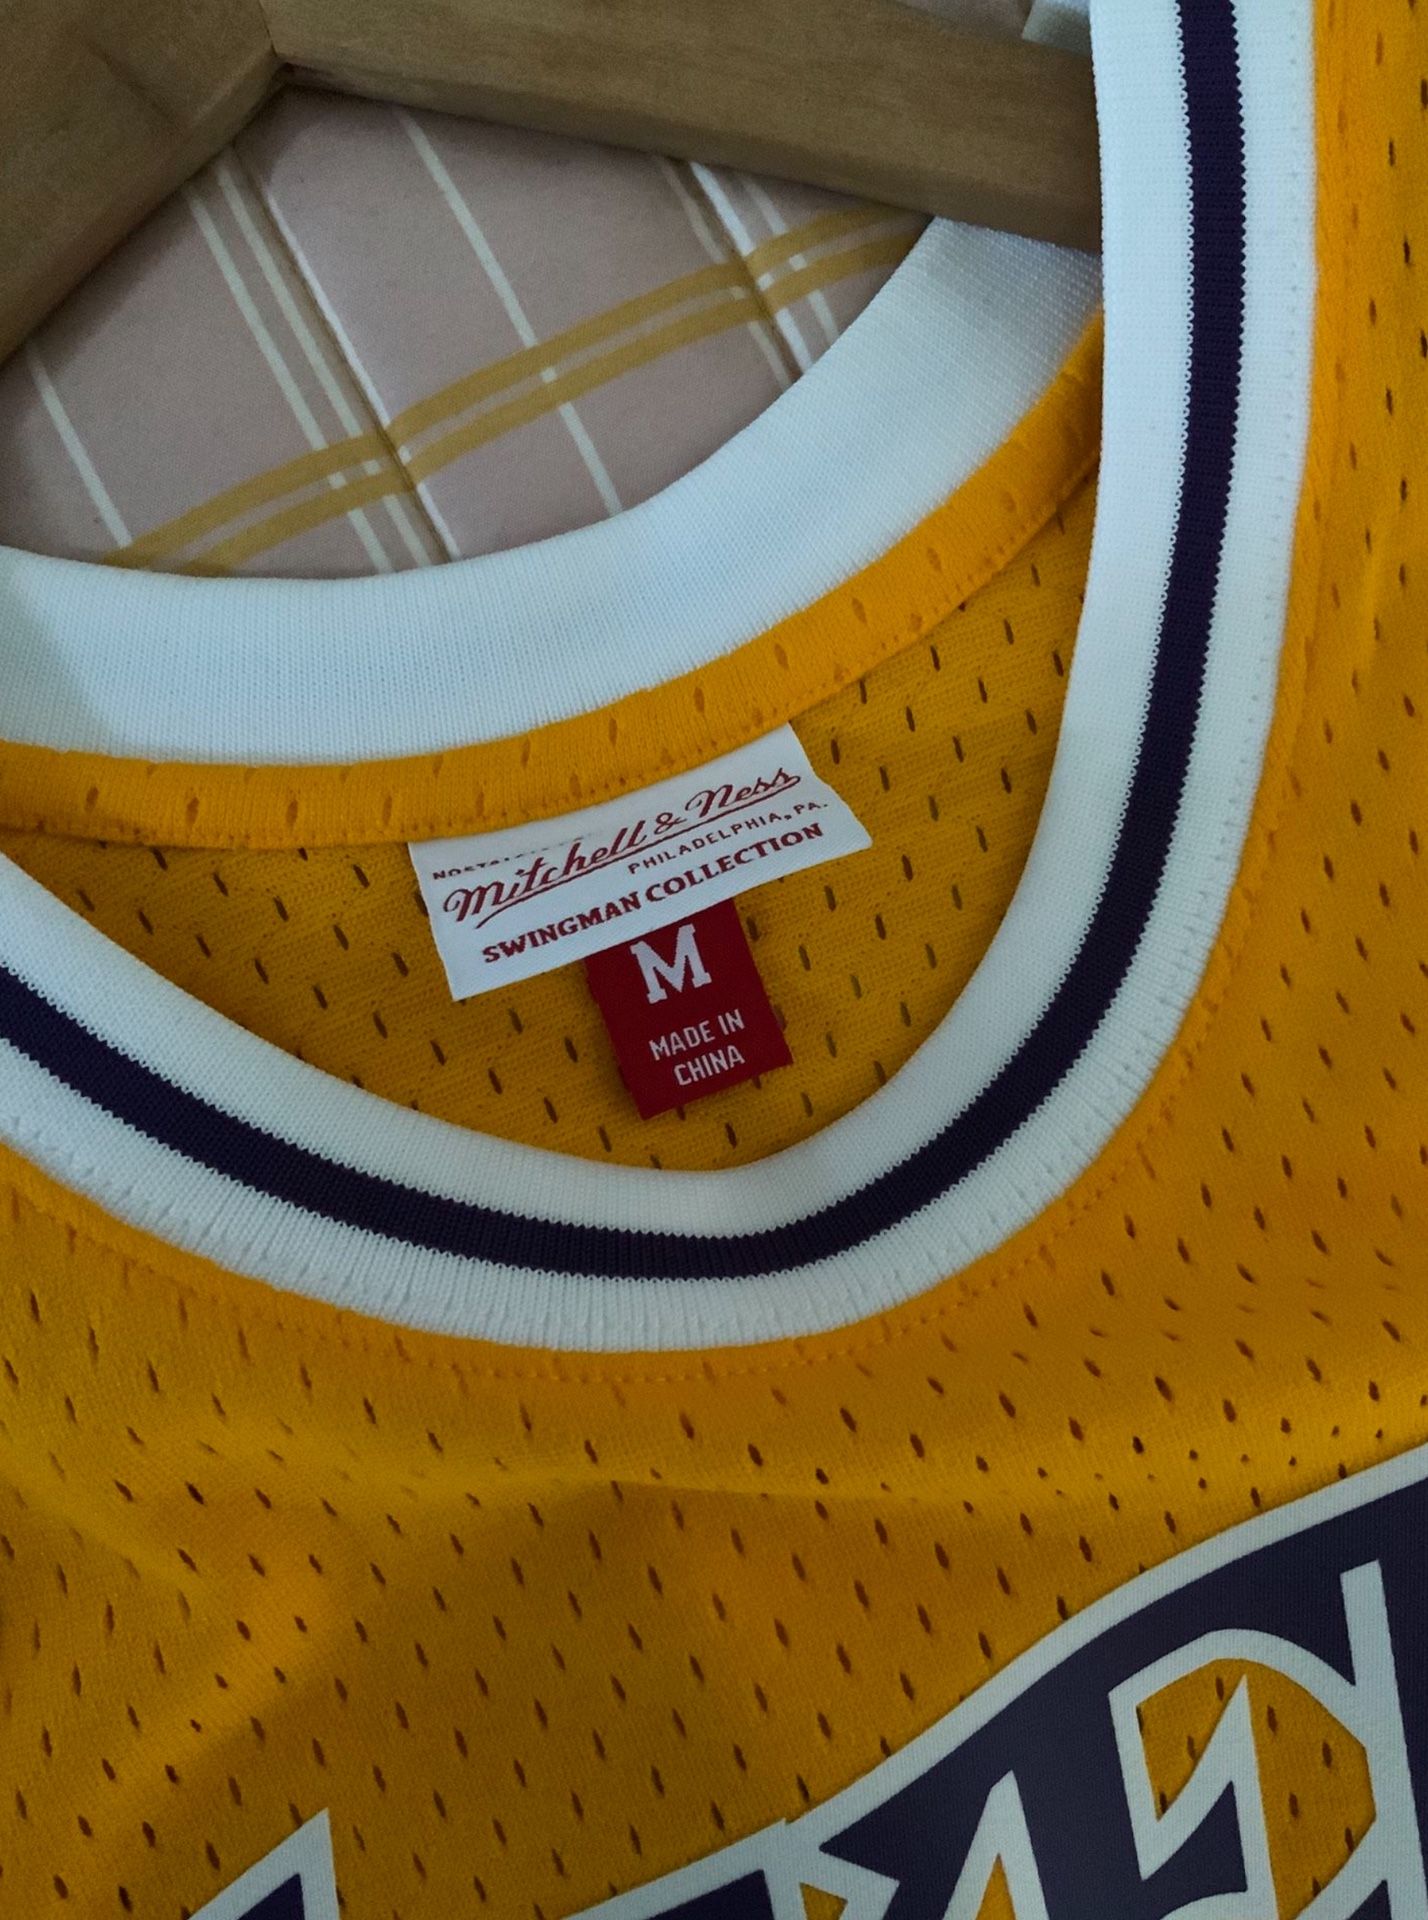 Mitchell & Ness
PHILADELPHIA, PA.
SWINGMAN COLLECTION
M
MADE IN
CHINA